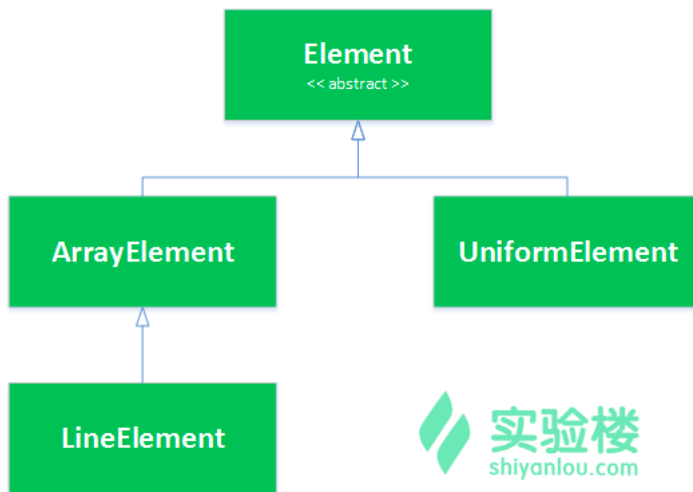 Element
<< abstract >>
ArrayElement
UniformElement
LineElement
实验楼
shiyanlou.com